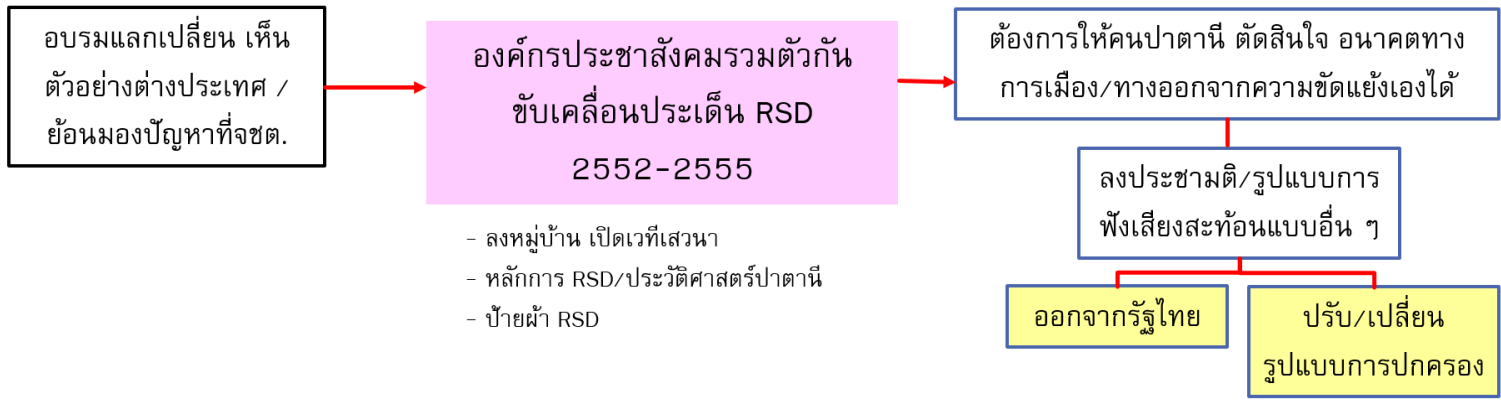 อบรมแลกเปลี่ยน เห็น
ตัวอย่างต่างประเทศ /
ย้อนมองปัญหาที่จชต.
องค์กรประชาสังคมรวมตัวกัน
ขับเคลื่อนประเด็น RSD
2552-2555
- ลงหมู่บ้าน เปิดเวทีเสวนา
- หลักการ RSD/ประวัติศาสตร์ปาตานี
- ป้ายผ้า RSD
ต้องการให้คนปาตานี ตัดสินใจ อนาคตทาง
การเมือง/ทางออกจากความขัดแย้งเองได้
ลงประชามติ/รูปแบบการ
ฟังเสียงสะท้อนแบบอื่น ๆ
ออกจากรัฐไทย
ปรับ/เปลี่ยน
รูปแบบการปกครอง